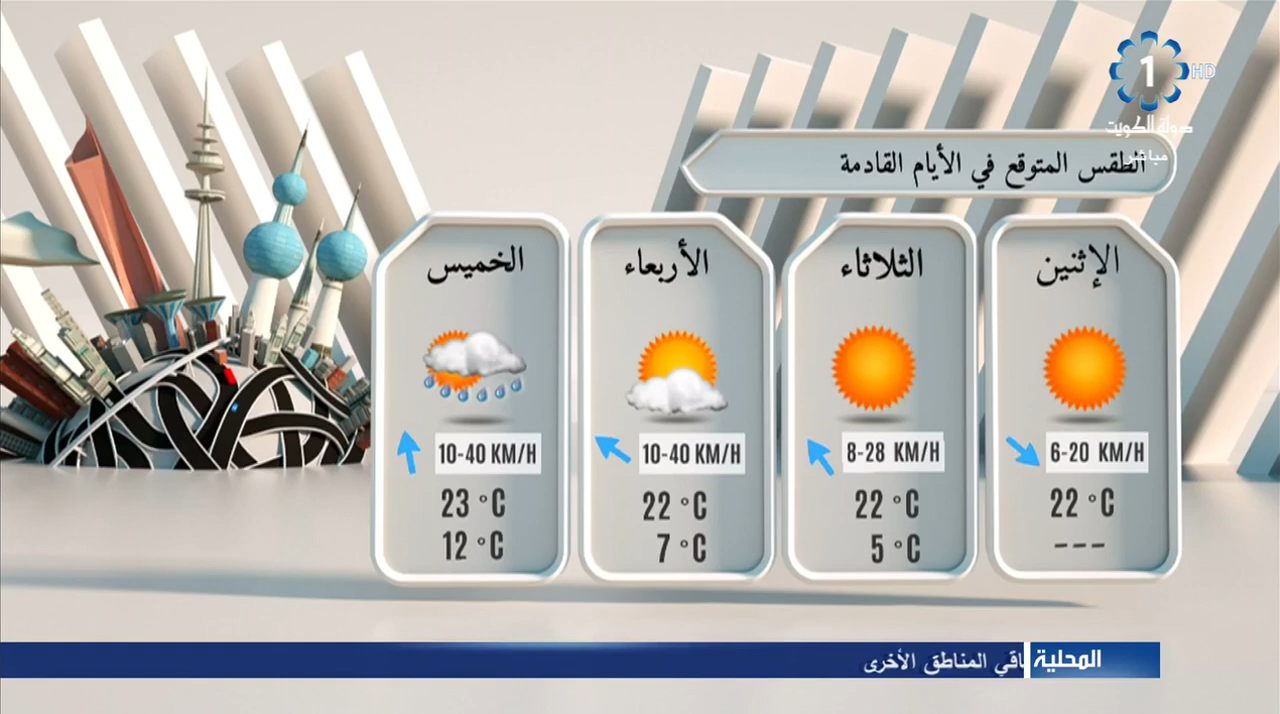 1 HD
دولة الكويت
مباشر
الطقس المتوقع في الأيام القادمة
الإثنين
6-20 KM/H
22 °C
---
الثلاثاء
8-28 KM/H
22 °C
5 °C
الأربعاء
10-40 KM/H
22 °C
7 °C
الخميس
10-40 KM/H
23 °C
12 °C
المحلية
اقي المناطق الأخرى